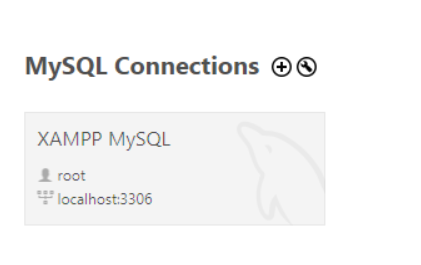 MySQL Connections
XAMPP MySQL
root
localhost:3306